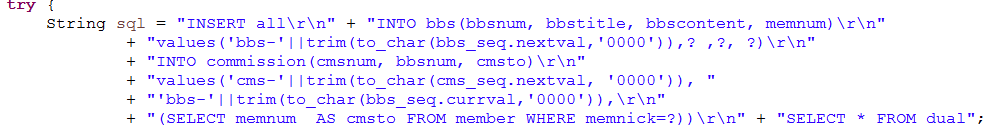 try {
String sql = "INSERT all\r\n" + "INTO bbs(bbsnum, bbstitle, bbscontent, memnum)\r\n"
+ "values('bbs-'||trim(to_char(bbs_seq.nextval,'0000')),? ,?, ?)\r\n"
+ "INTO commission(cmsnum, bbsnum, cmsto)\r\n"
+ "values('cms-'||trim(to_char(cms_seq.nextval, '0000')), "
+ "'bbs-'||trim(to_char(bbs_seq.currval,'0000')),\r\n"
+ "(SELECT memnum  AS cmsto FROM member WHERE memnick=?))\r\n" + "SELECT * FROM dual";